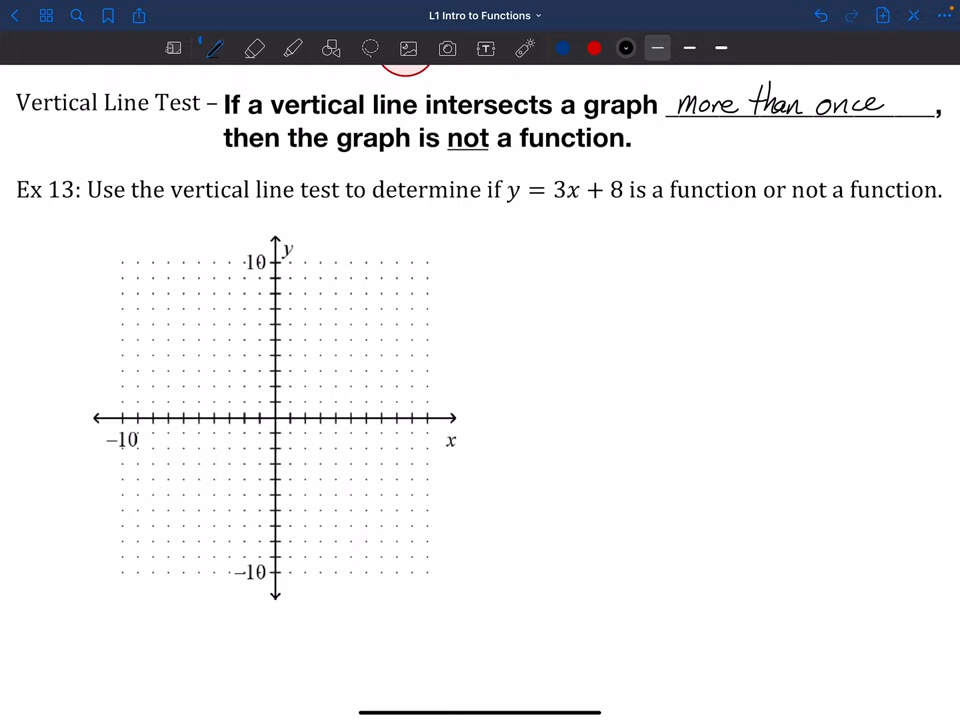 L1 Intro to Functions
Vertical Line Test – If a vertical line intersects a graph more than once,
then the graph is not a function.
Ex 13: Use the vertical line test to determine if y = 3x + 8 is a function or not a function.
y
10
–10
x
–10